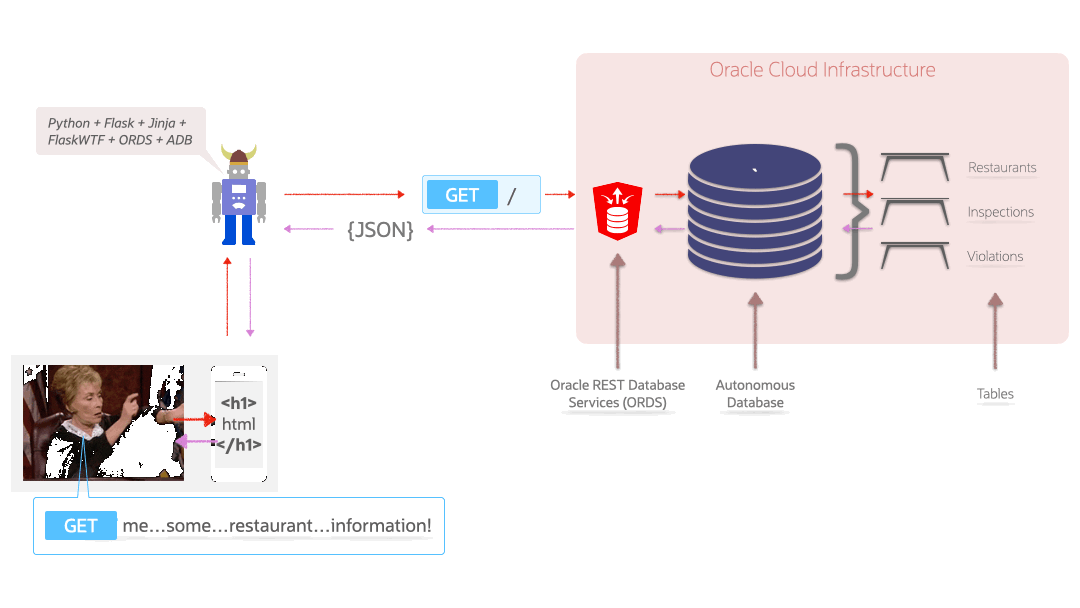 Oracle Cloud Infrastructure
Python + Flask + Jinja +
FlaskWTF + ORDS + ADB
GET /
{JSON}
Restaurants
Inspections
Violations
Oracle REST Database
Services (ORDS)
Autonomous
Database
Tables
<h1>
html
</h1>
GET me...some...restaurant...information!